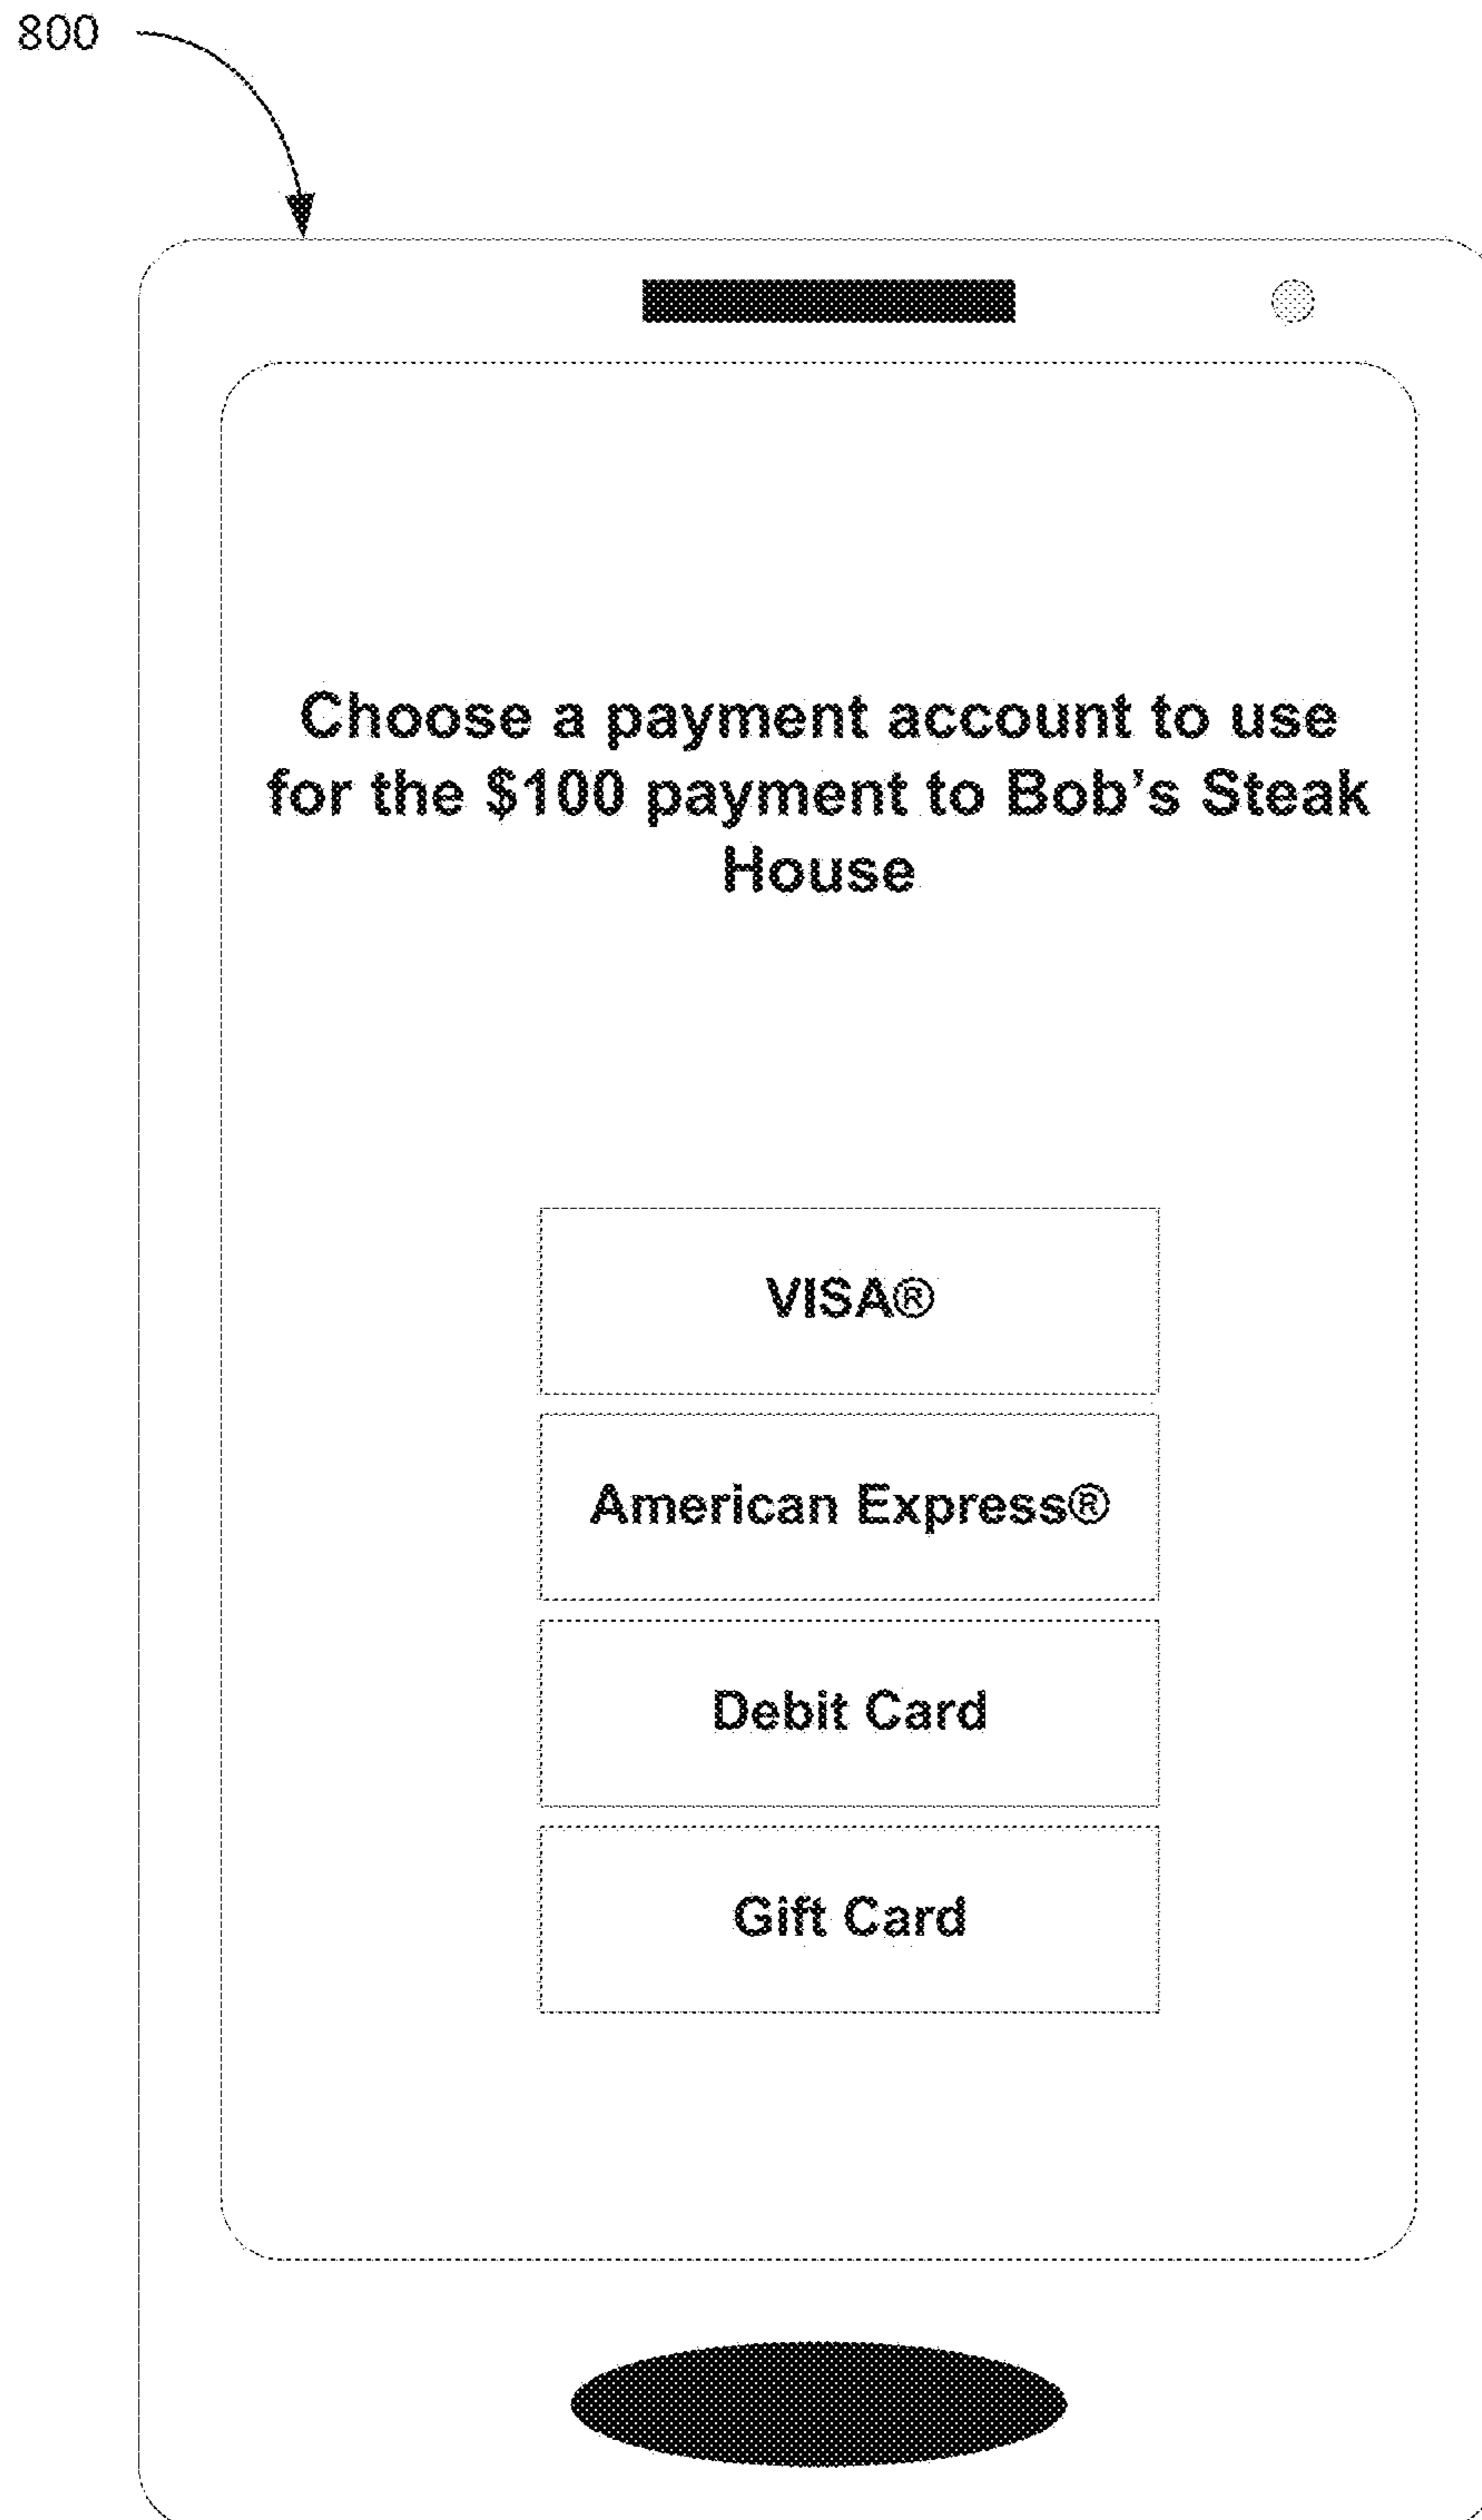 800
Choose a payment account to use
for the $100 payment to Bob’s Steak
House
VISA®
American Express®
Debit Card
Gift Card